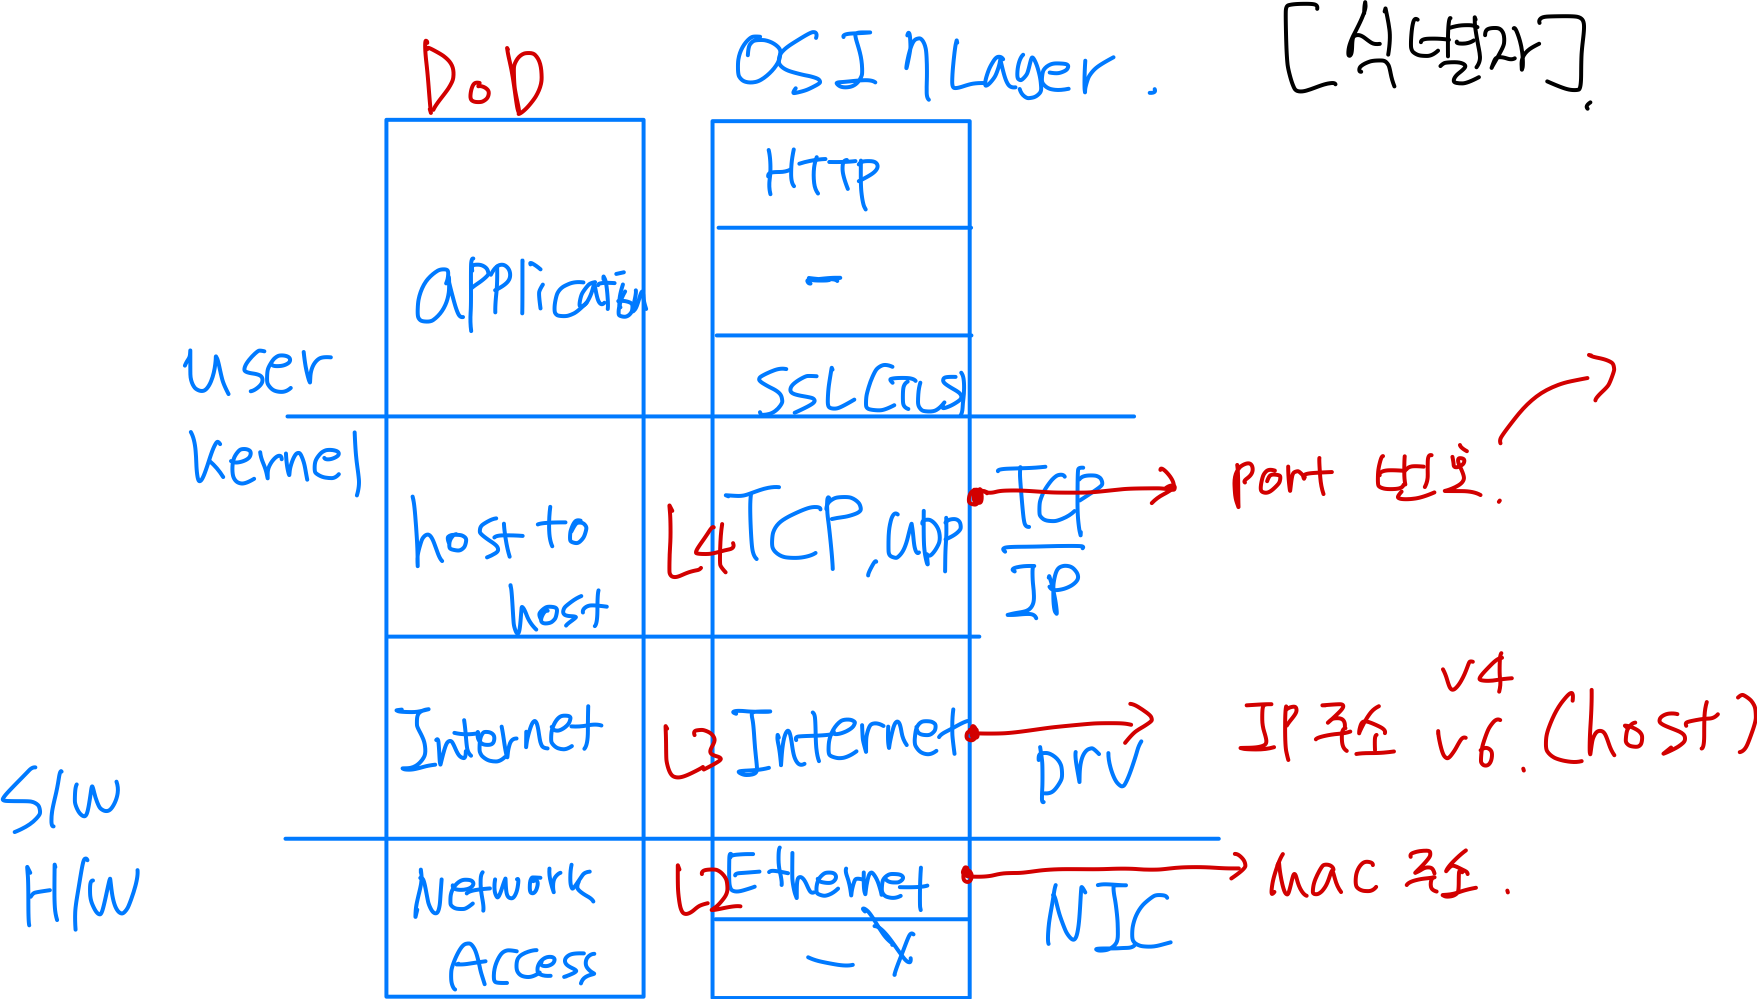 DoD
OSI 7 Layer.
[식별자].
HTTP
-
application
SSL(TLS)
user
kernel
host to
host
L4
TCP, UDP
TCP
IP
port 번호.
Internet
L3
Internet
DRV
IP 주소 v4
v6. (host)
S/W
H/W
Network
Access
L2
Ethernet
NIC
MAC 주소.
- X